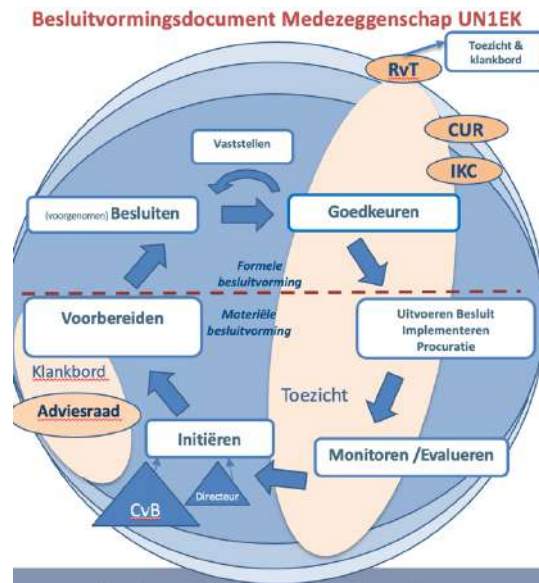 Besluitvormingsdocument Medezeggenschap UN1EK
Toezicht &
klankbord
RvT
CUR
IKC
Vaststellen
(voorgenomen) Besluiten
Goedkeuren
Formele
besluitvorming
Materiële
besluitvorming
Voorbereiden
Uitvoeren Besluit
Implementeren
Procuratie
Klankbord
Adviesraad
Toezicht
Initiëren
Monitoren /Evalueren
CvB
Directeur